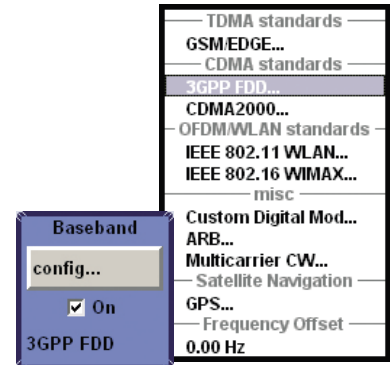 TDMA standards
GSM/EDGE...
CDMA standards
3GPP FDD...
CDMA2000...
OFDM/WLAN standards
IEEE 802.11 WLAN...
IEEE 802.16 WIMAX...
misc
Custom Digital Mod...
ARB...
Multicarrier CW...
Satellite Navigation
GPS...
Frequency Offset
0.00 Hz
Baseband
config...
On
3GPP FDD